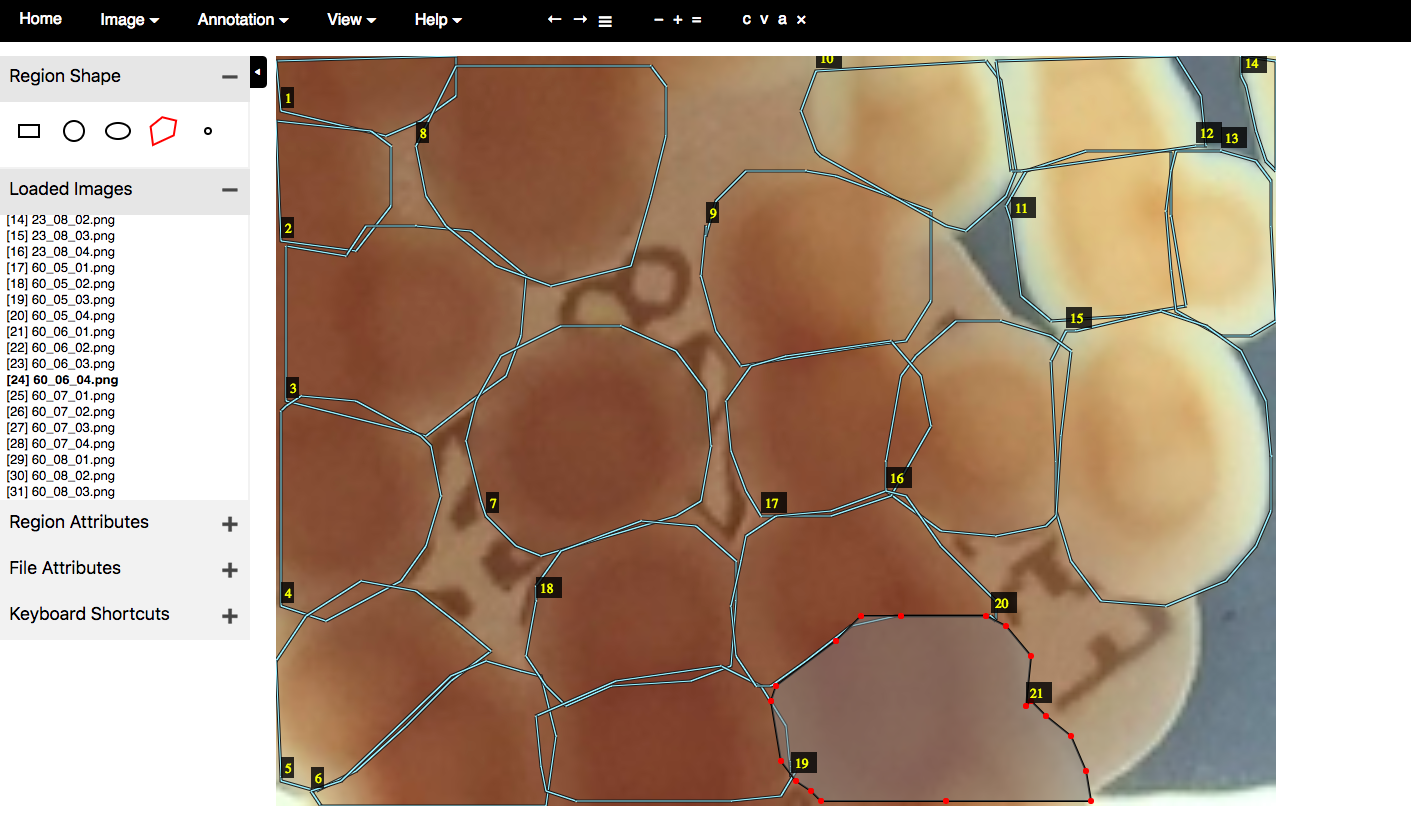 Home Image Annotation View Help c v a ×
Region Shape
Loaded Images
[14] 23_08_02.png
[15] 23_08_03.png
[16] 23_08_04.png
[17] 60_05_01.png
[18] 60_05_02.png
[19] 60_05_03.png
[20] 60_05_04.png
[21] 60_06_01.png
[22] 60_06_02.png
[23] 60_06_03.png
[24] 60_06_04.png
[25] 60_07_01.png
[26] 60_07_02.png
[27] 60_07_03.png
[28] 60_07_04.png
[29] 60_08_01.png
[30] 60_08_02.png
[31] 60_08_03.png
Region Attributes
File Attributes
Keyboard Shortcuts
10
14
1
8
12
13
9
11
2
15
3
16
7
17
4
18
20
21
19
5
6